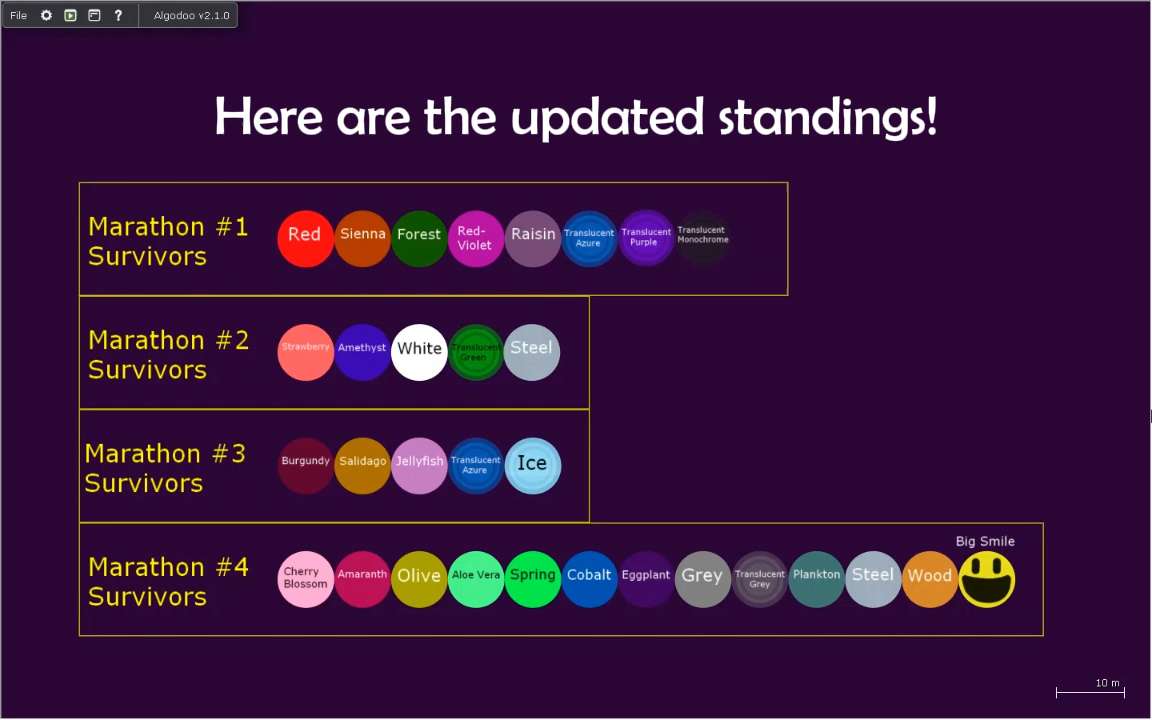 File ? Algodoo v2.1.0
Here are the updated standings!
Marathon #1
Survivors
Red
Sienna
Forest
Red-
Violet
Raisin
Translucent
Azure
Translucent
Purple
Translucent
Monochrome
Marathon #2
Survivors
Strawberry
Amethyst
White
Translucent
Green
Steel
Marathon #3
Survivors
Burgundy
Salidago
Jellyfish
Translucent
Azure
Ice
Marathon #4
Survivors
Cherry
Blossom
Amaranth
Olive
Aloe Vera
Spring
Cobalt
Eggplant
Grey
Translucent
Grey
Plankton
Steel
Wood
Big Smile
10 m